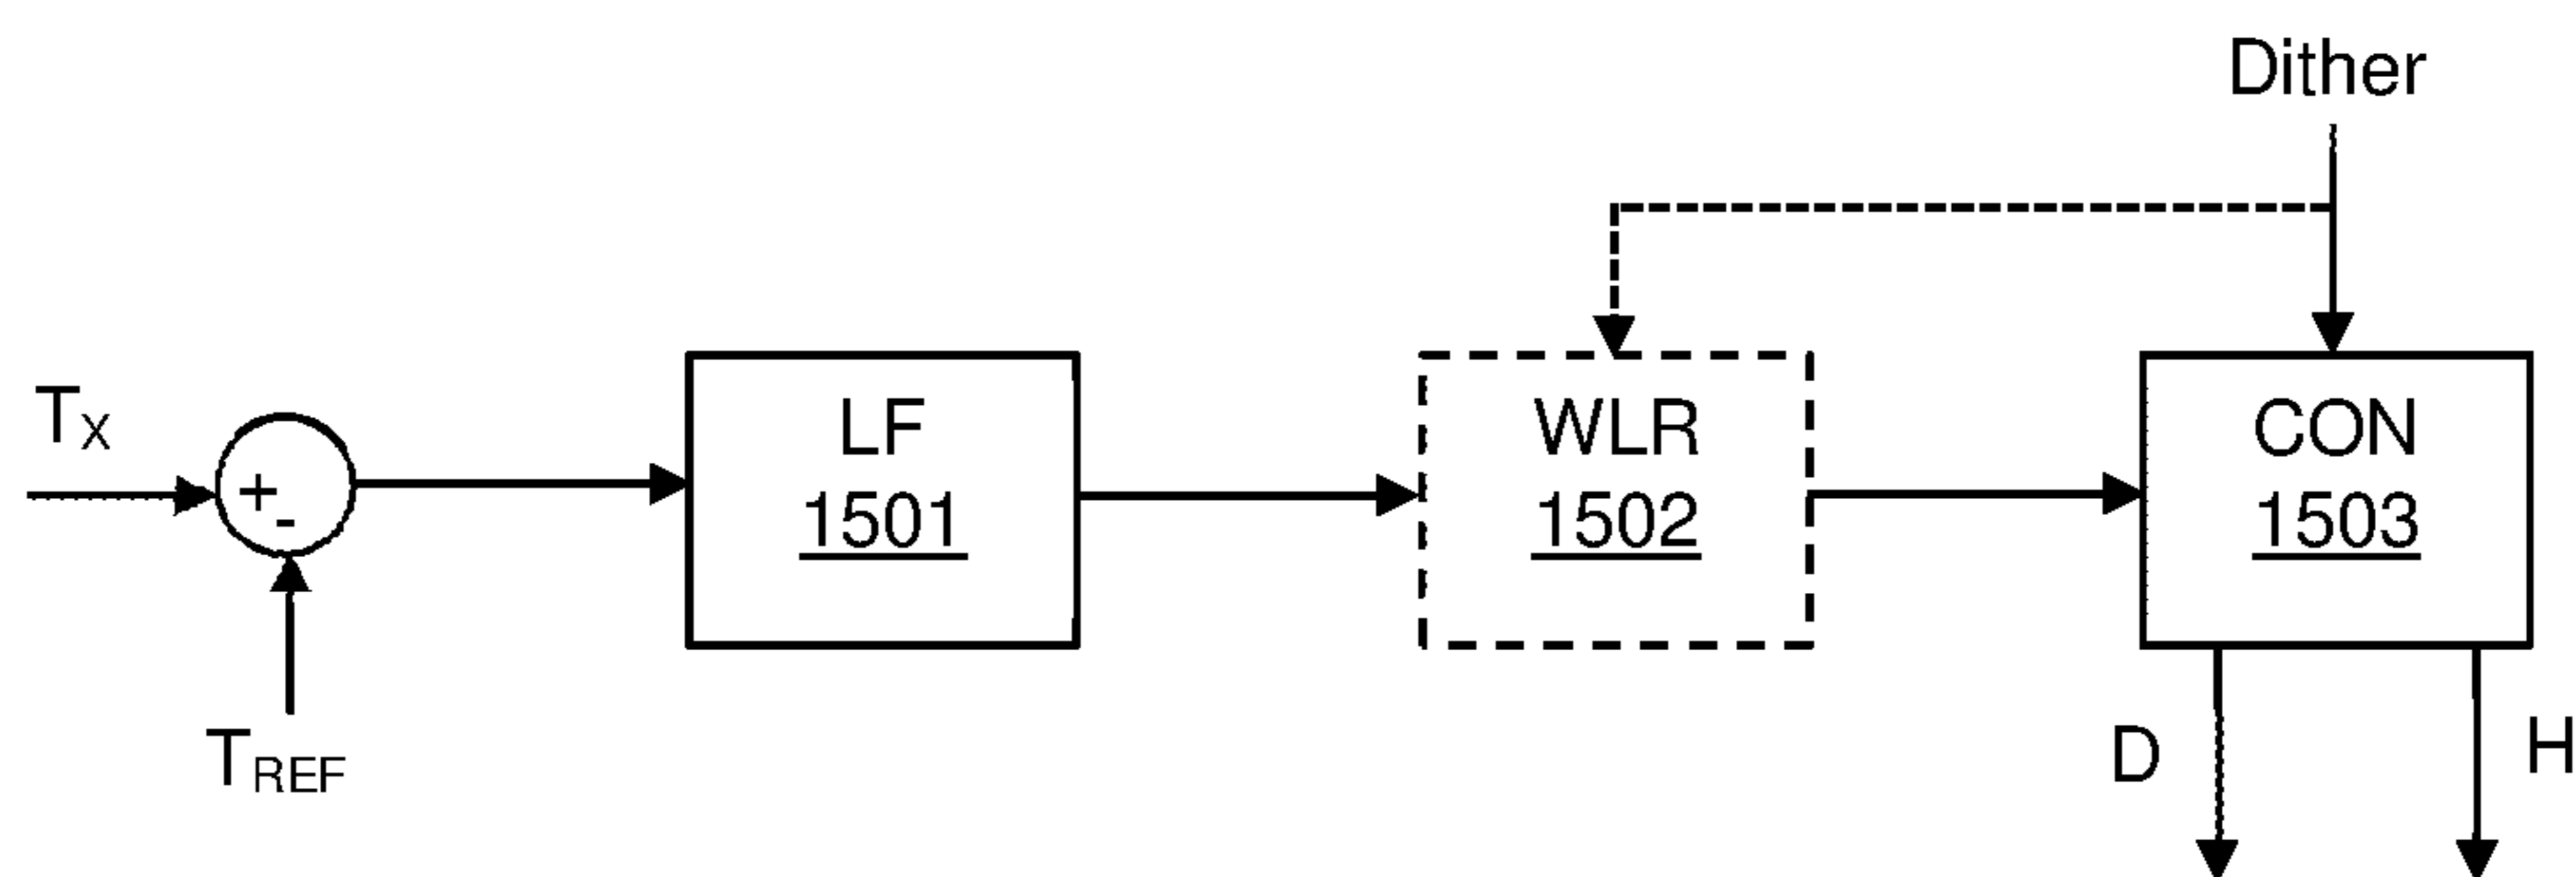 Dither
TX
+
-
TREF
LF
1501
WLR
1502
CON
1503
D
H